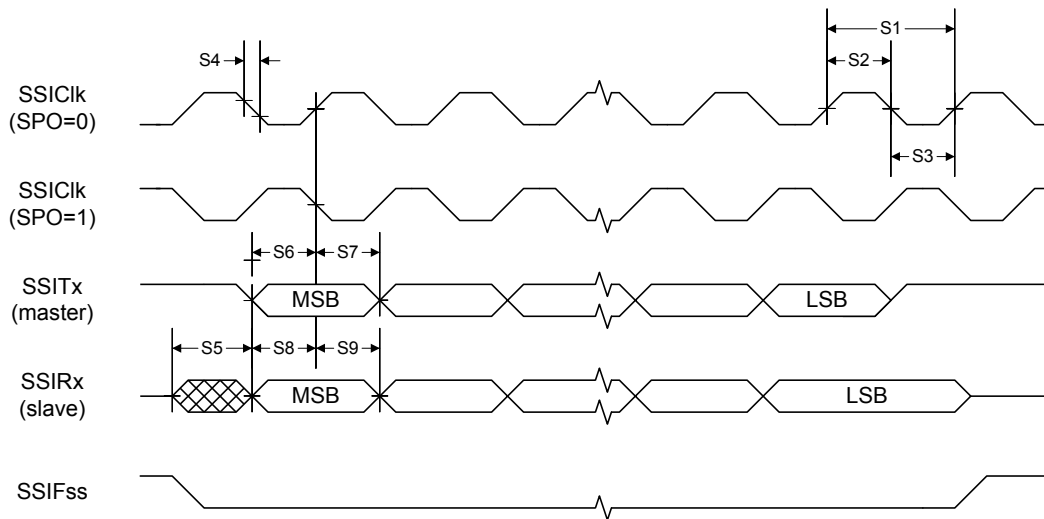 S1
S4
S2
SSIClk
(SPO=0)
S3
SSIClk
(SPO=1)
S6
S7
SSITx
(master)
MSB
LSB
S5
S8
S9
SSIRx
(slave)
MSB
LSB
SSIFss